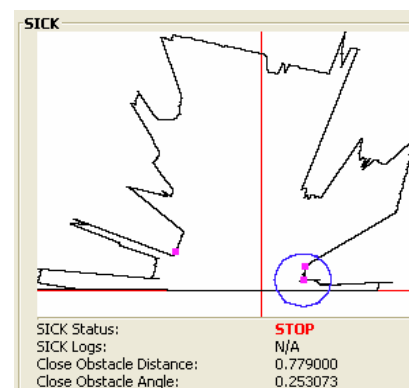 SICK
SICK Status: STOP
SICK Logs: N/A
Close Obstacle Distance: 0.779000
Close Obstacle Angle: 0.253073